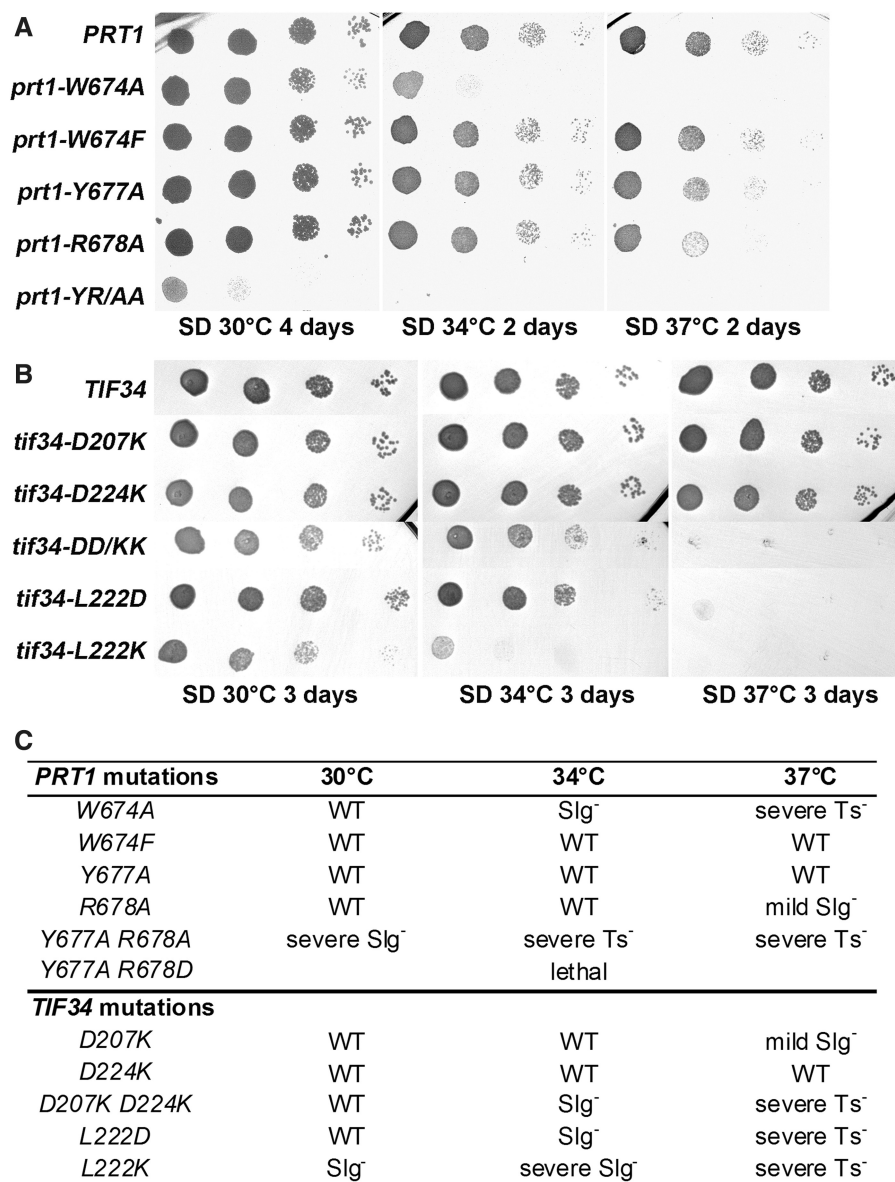 A
PRT1
prt1-W674A
prt1-W674F
prt1-Y677A
prt1-R678A
prt1-YR/AA
SD 30°C 4 days SD 34°C 2 days SD 37°C 2 days
B
TIF34
tif34-D207K
tif34-D224K
tif34-DD/KK
tif34-L222D
tif34-L222K
SD 30°C 3 days SD 34°C 3 days SD 37°C 3 days
C
PRT1 mutations 30°C 34°C 37°C
W674A WT Slg⁻ severe Ts⁻
W674F WT WT WT
Y677A WT WT WT
R678A WT WT mild Slg⁻
Y677A R678A severe Slg⁻ severe Ts⁻ severe Ts⁻
Y677A R678D lethal
TIF34 mutations
D207K WT WT mild Slg⁻
D224K WT WT WT
D207K D224K WT Slg⁻ severe Ts⁻
L222D WT Slg⁻ severe Ts⁻
L222K Slg⁻ severe Slg⁻ severe Ts⁻